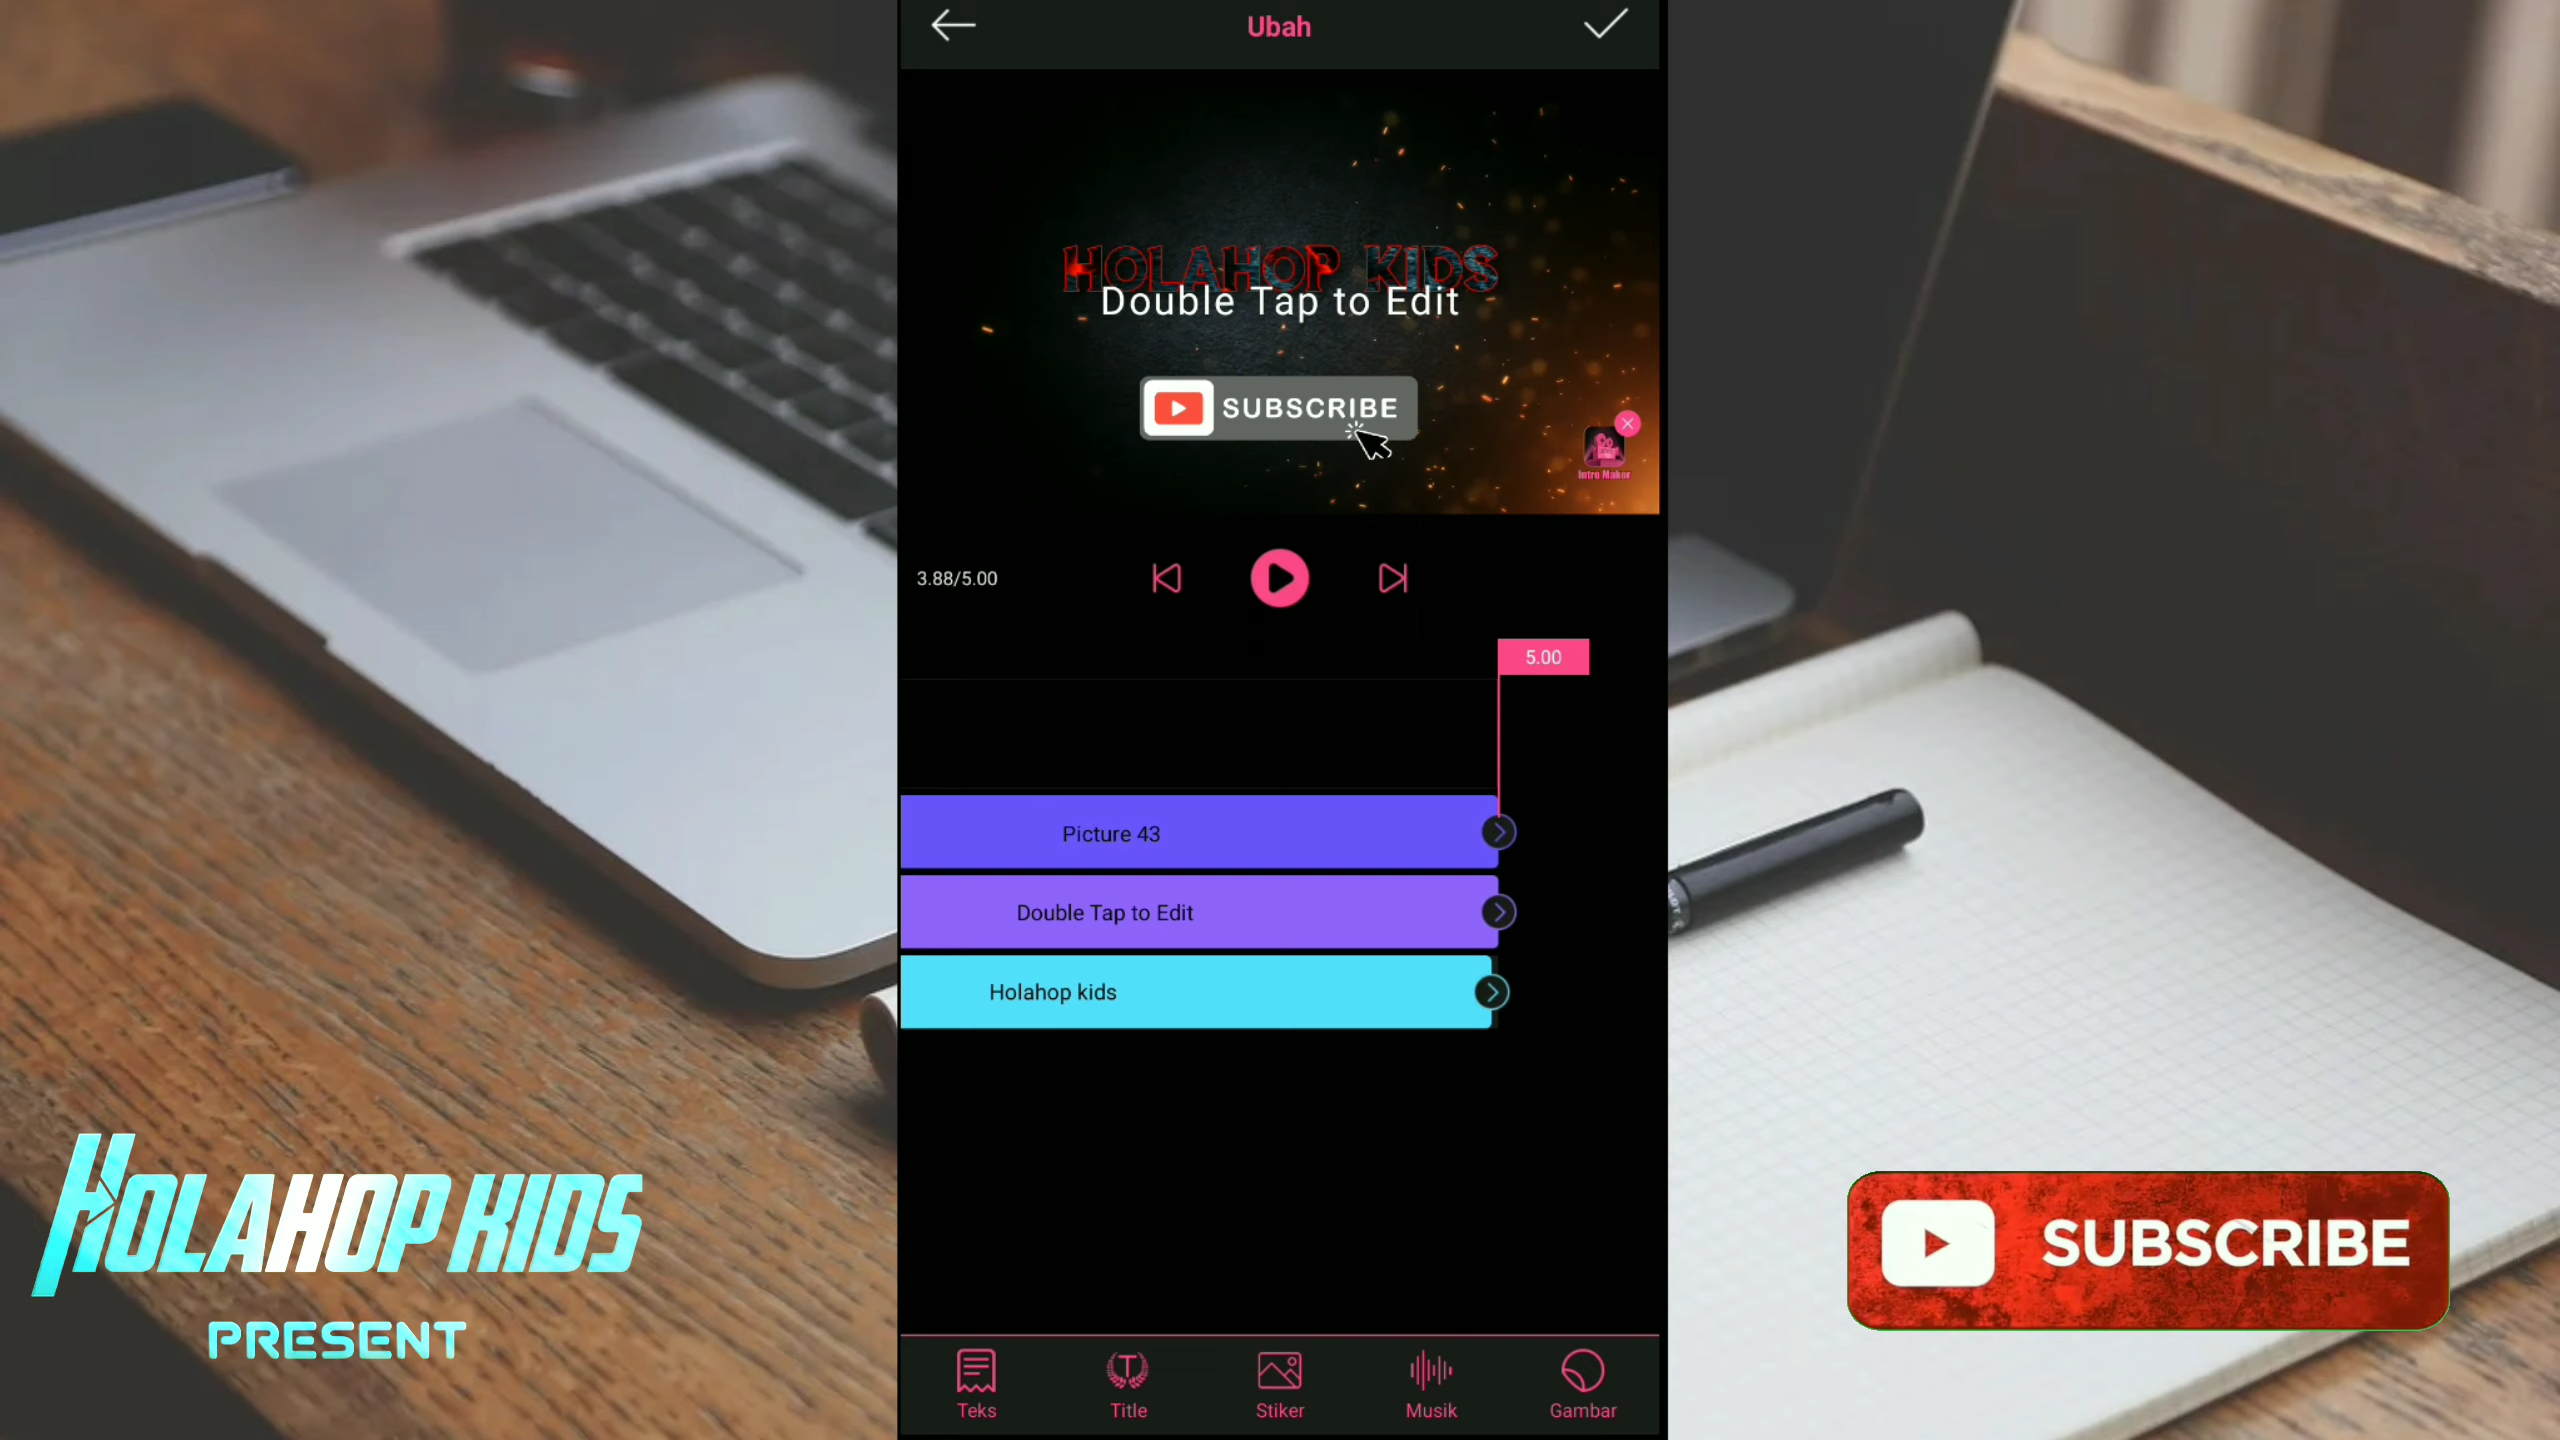 Ubah
HOLAHOP KIDS
Double Tap to Edit
SUBSCRIBE
Intro Maker
3.88/5.00
5.00
Picture 43
Double Tap to Edit
Holahop kids
HOLAHOP KIDS
PRESENT
SUBSCRIBE
Teks
Title
Stiker
Musik
Gambar